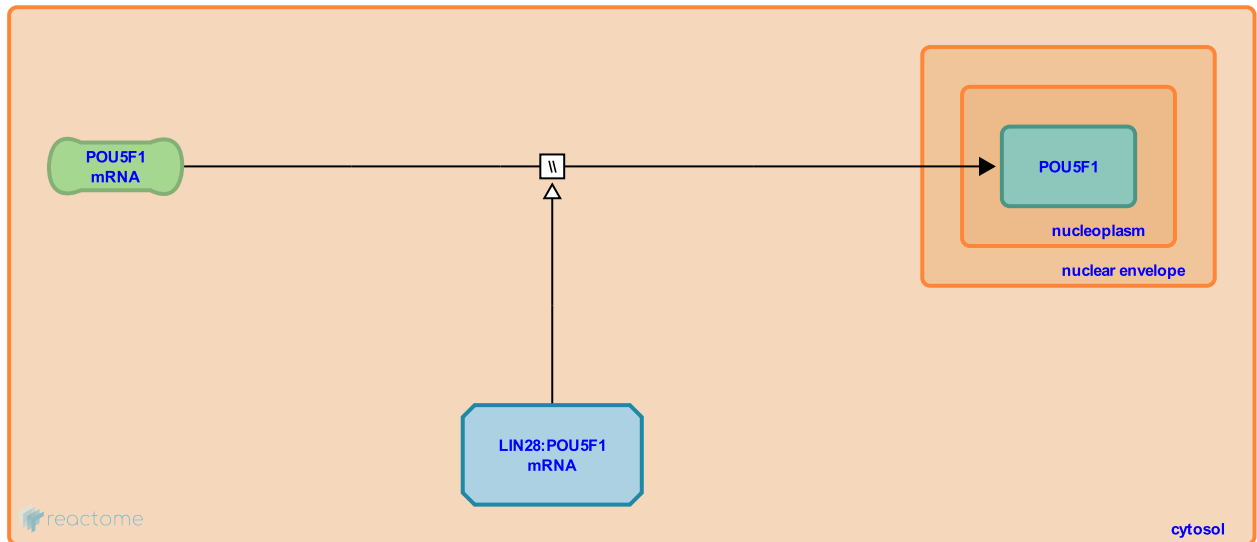 POU5F1
mRNA
\\
POU5F1
nucleoplasm
nuclear envelope
LIN28:POU5F1
mRNA
reactome
cytosol